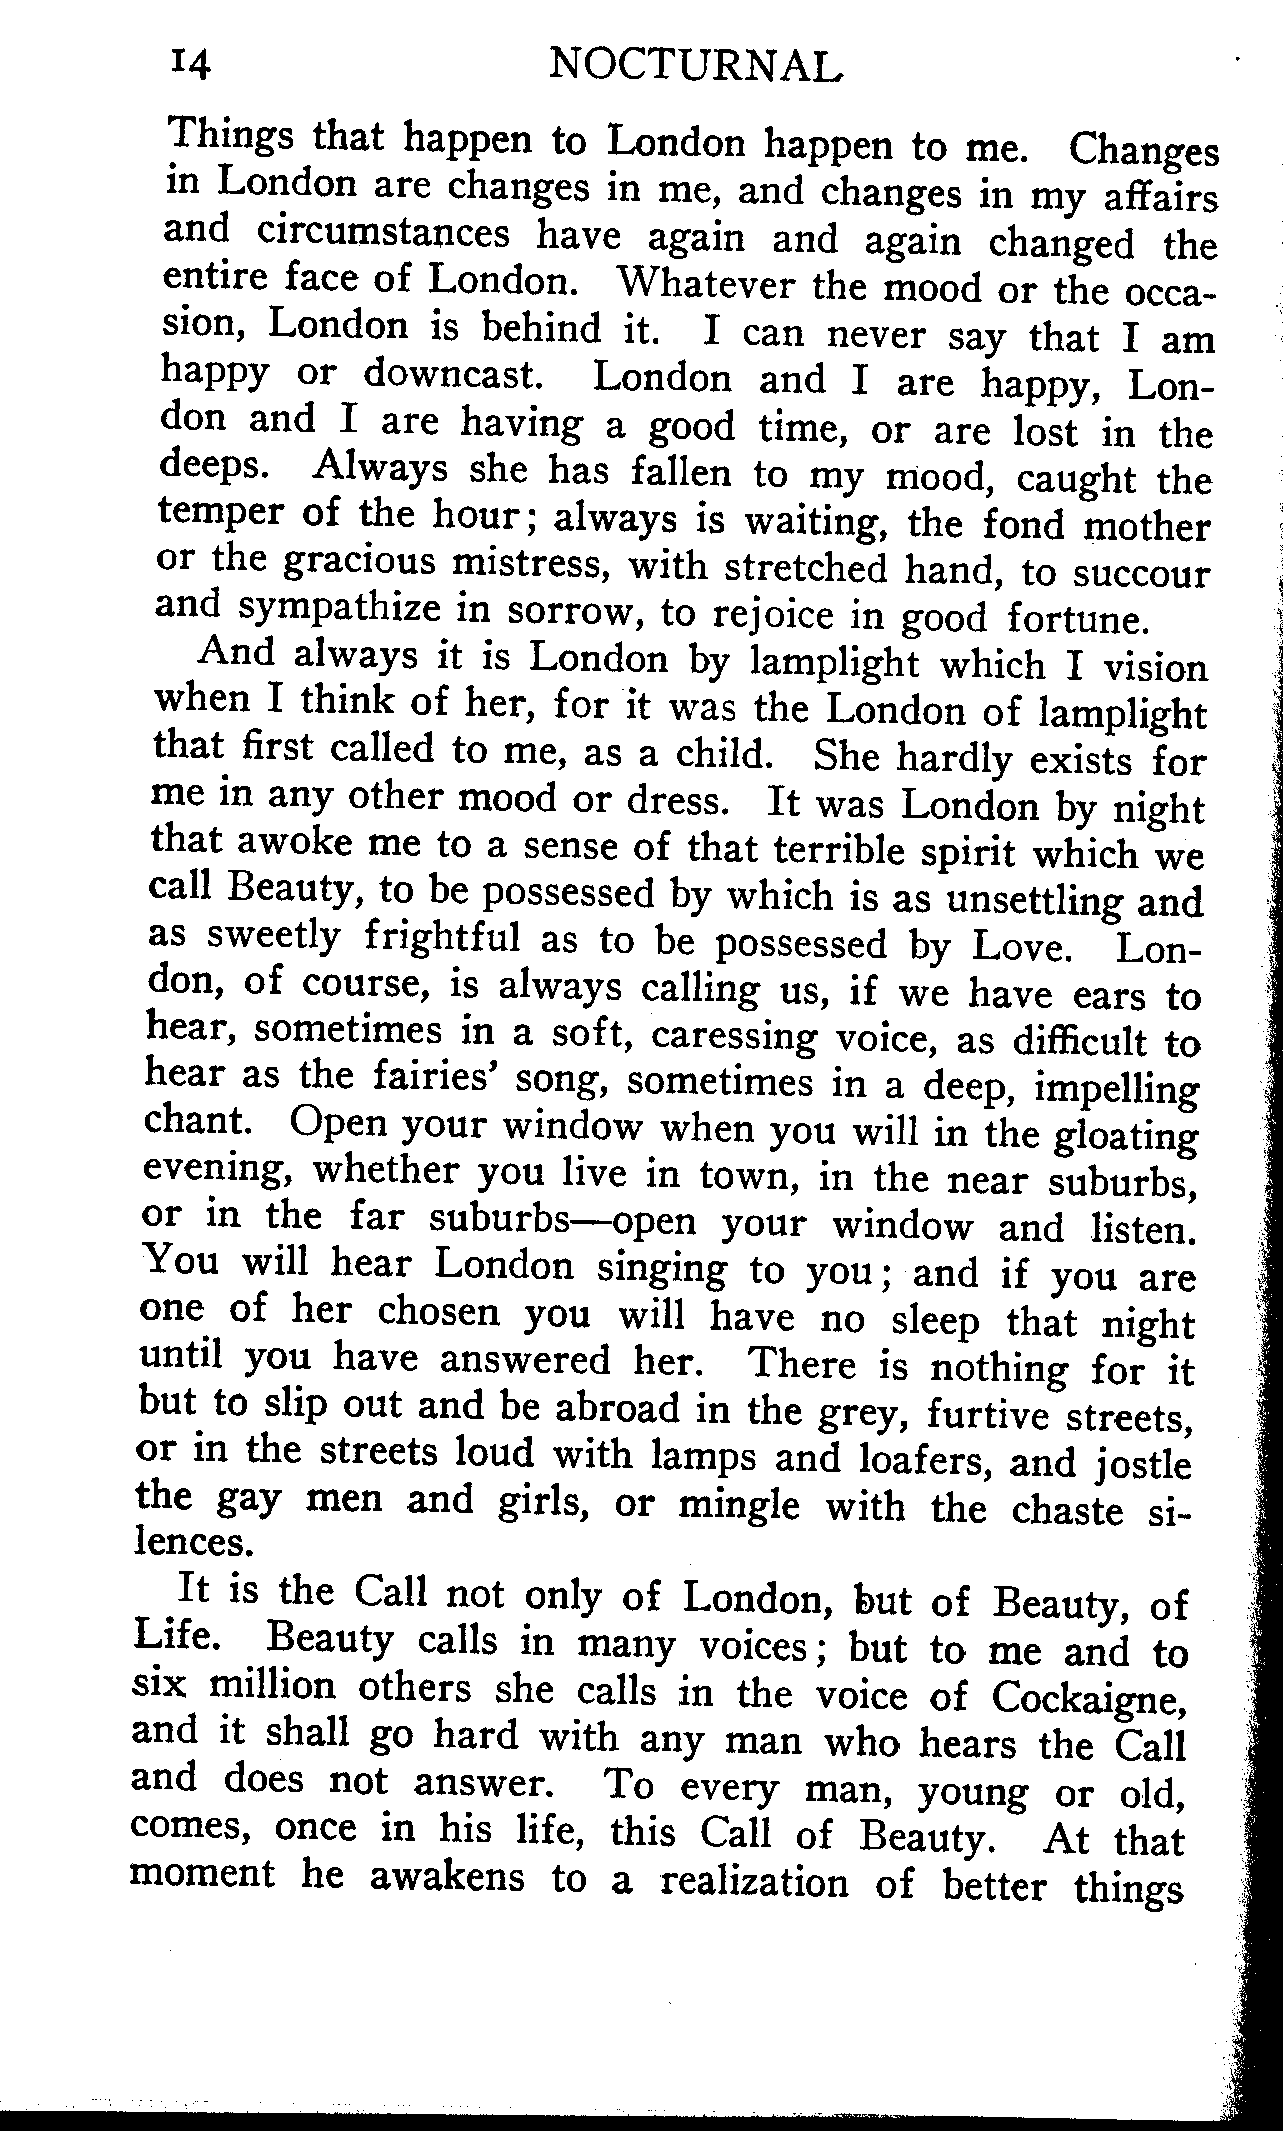 14 NOCTURNAL
Things that happen to London happen to me. Changes
in London are changes in me, and changes in my affairs
and circumstances have again and again changed the
entire face of London. Whatever the mood or the occa-
sion, London is behind it. I can never say that I am
happy or downcast. London and I are happy, Lon-
don and I are having a good time, or are lost in the
deeps. Always she has fallen to my mood, caught the
temper of the hour; always is waiting, the fond mother
or the gracious mistress, with stretched hand, to succour
and sympathize in sorrow, to rejoice in good fortune.
And always it is London by lamplight which I vision
when I think of her, for it was the London of lamplight
that first called to me, as a child. She hardly exists for
me in any other mood or dress. It was London by night
that awoke me to a sense of that terrible spirit which we
call Beauty, to be possessed by which is as unsettling and
as sweetly frightful as to be possessed by Love. Lon-
don, of course, is always calling us, if we have ears to
hear, sometimes in a soft, caressing voice, as difficult to
hear as the fairies' song, sometimes in a deep, impelling
chant. Open your window when you will in the gloating
evening, whether you live in town, in the near suburbs,
or in the far suburbs—open your window and listen.
You will hear London singing to you; and if you are
one of her chosen you will have no sleep that night
until you have answered her. There is nothing for it
but to slip out and be abroad in the grey, furtive streets,
or in the streets loud with lamps and loafers, and jostle
the gay men and girls, or mingle with the chaste si-
lences.
It is the Call not only of London, but of Beauty, of
Life. Beauty calls in many voices; but to me and to
six million others she calls in the voice of Cockaigne,
and it shall go hard with any man who hears the Call
and does not answer. To every man, young or old,
comes, once in his life, this Call of Beauty. At that
moment he awakens to a realization of better things